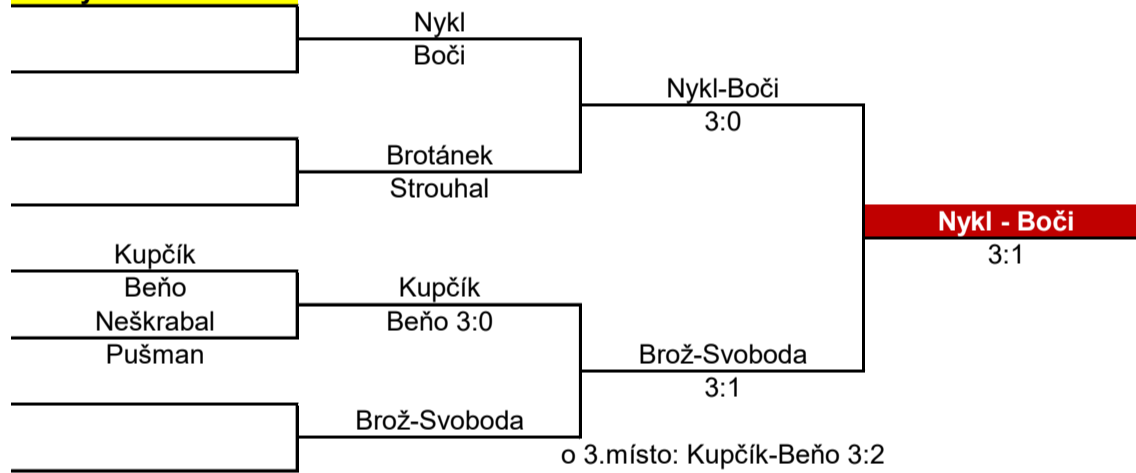 Nykl
Boči
Nykl-Boči
3:0
Brotánek
Strouhal
Nykl - Boči
3:1
Kupčík
Beňo
Neškrabal
Pušman
Kupčík
Beňo 3:0
Brož-Svoboda
3:1
Brož-Svoboda
o 3.místo: Kupčík-Beňo 3:2